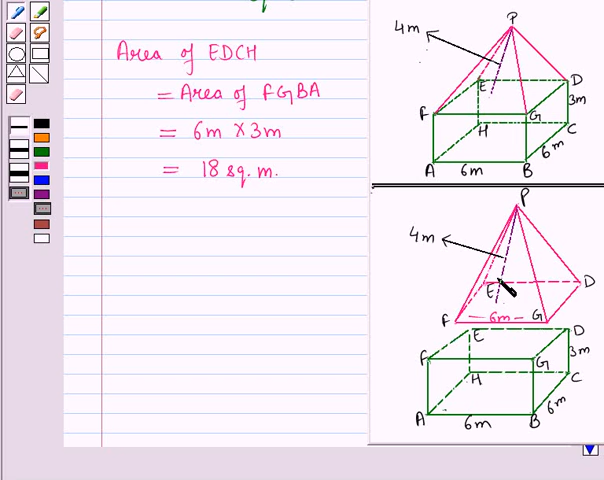 Area of EDCH
= Area of FGBA
= 6m × 3m
= 18 sq. m.
P
4m
E
D
3m
F
G
H
C
6m
A
6m
B
P
4m
E
D
F
6m
G
E
D
3m
F
G
H
C
6m
A
6m
B